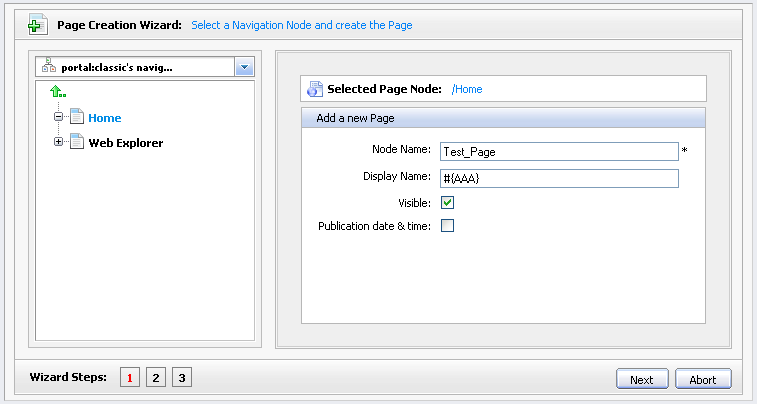 Page Creation Wizard: Select a Navigation Node and create the Page
portal:classic's navig...
Home
Web Explorer
Selected Page Node: /Home
Add a new Page
Node Name: Test_Page *
Display Name: #{AAA}
Visible:
Publication date & time:
Wizard Steps: 1 2 3
Next Abort